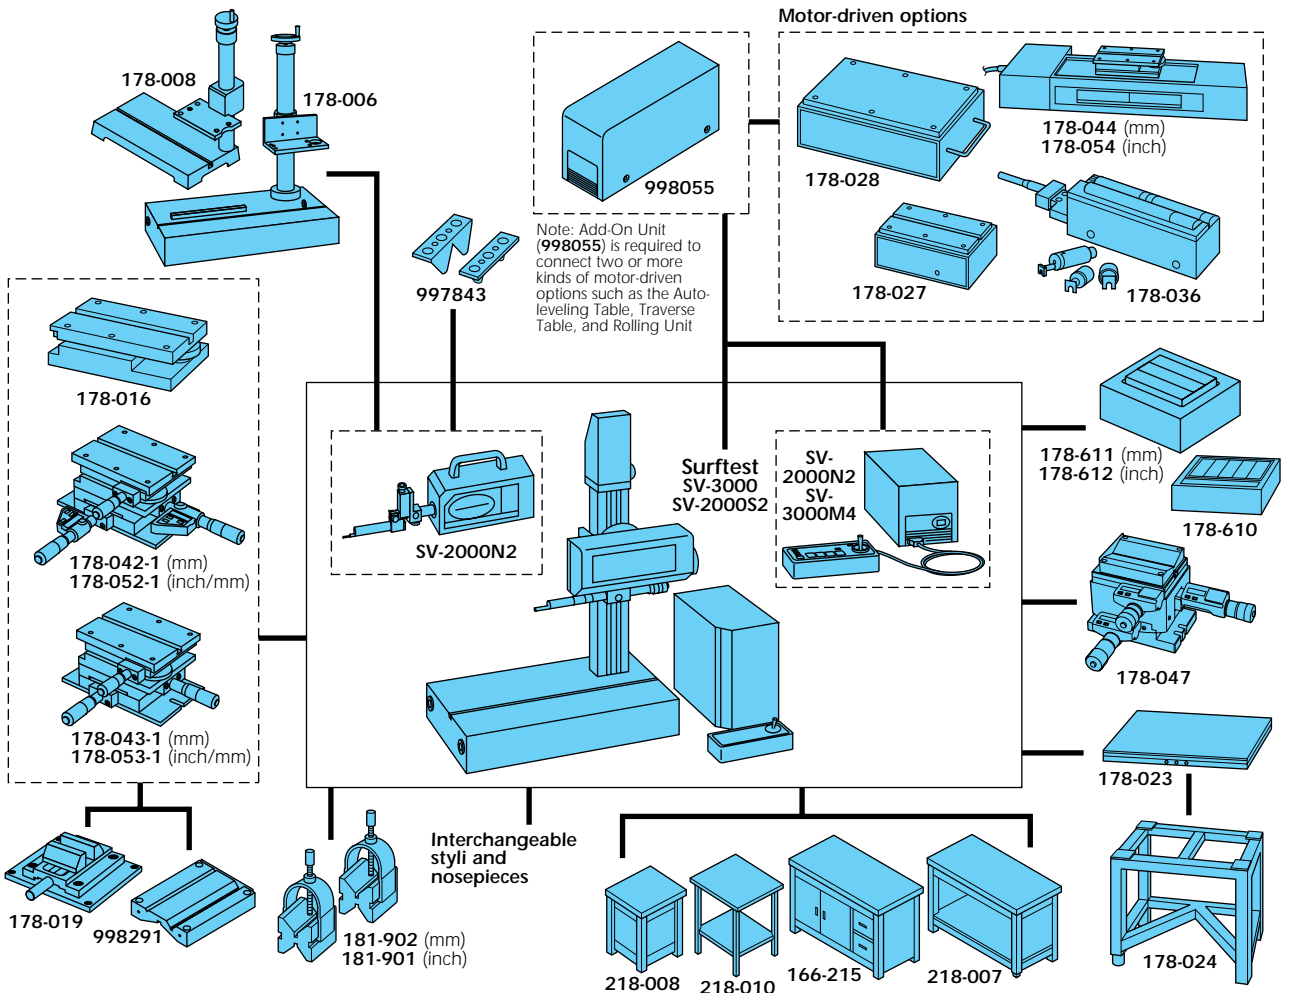 Motor-driven options
178-008
178-006
998055
178-028
178-044 (mm)
178-054 (inch)
178-027
178-036
Note: Add-On Unit
(998055) is required to
connect two or more
kinds of motor-driven
options such as the Auto-
leveling Table, Traverse
Table, and Rolling Unit
997843
178-016
178-042-1 (mm)
178-052-1 (inch/mm)
178-043-1 (mm)
178-053-1 (inch/mm)
SV-2000N2
Surftest
SV-3000
SV-2000S2
SV-
2000N2
SV-
3000M4
178-611 (mm)
178-612 (inch)
178-610
178-047
178-023
178-024
178-019
998291
181-902 (mm)
181-901 (inch)
Interchangeable
styli and
nosepieces
218-008
218-010
166-215
218-007